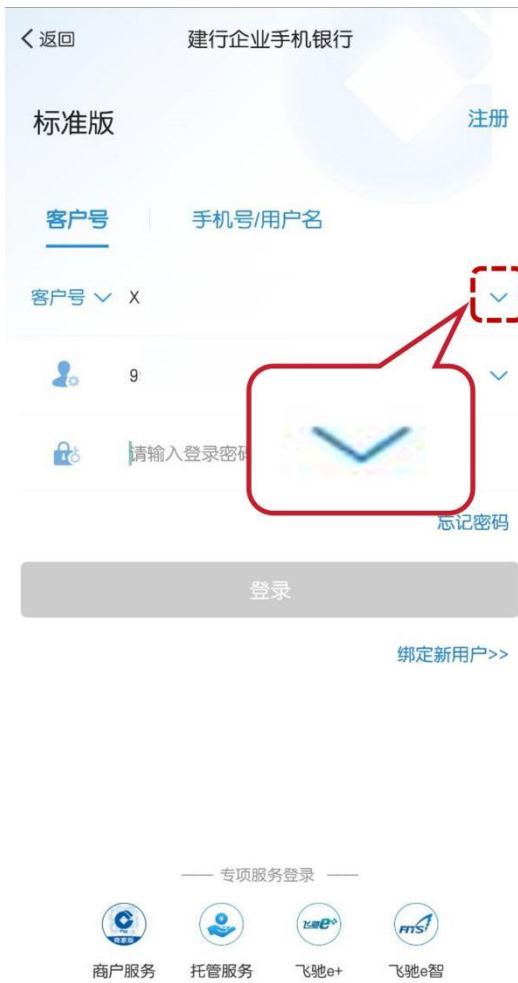 返回 建行企业手机银行
标准版 注册
客户号 手机号/用户名
客户号 X
9
请输入登录密码
忘记密码
登录
绑定新用户>>
专项服务登录
商户服务 托管服务 飞驰e+ 飞驰e智